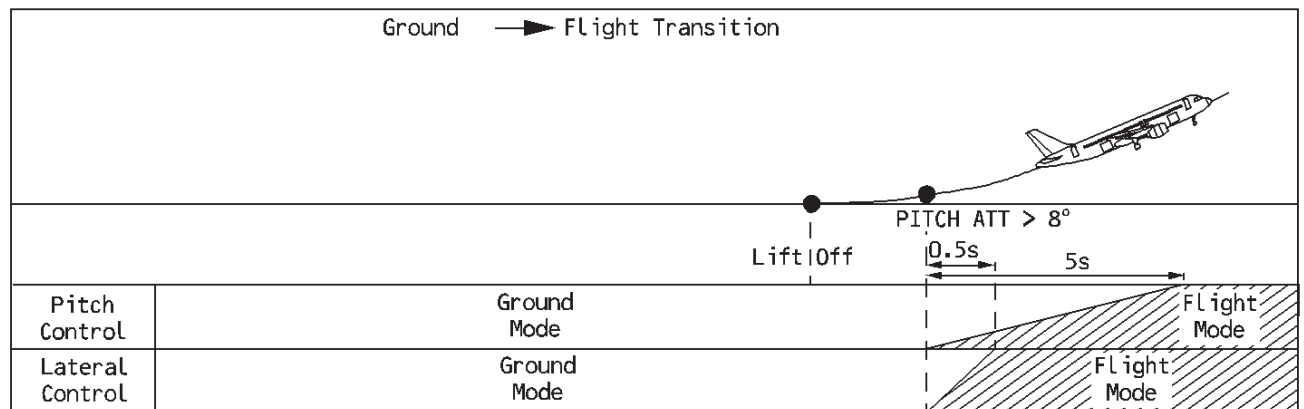 Ground → Flight Transition
PITCH ATT > 8°
Lift Off
0.5s
5s
Pitch
Control
Ground
Mode
Flight
Mode
Lateral
Control
Ground
Mode
Flight
Mode